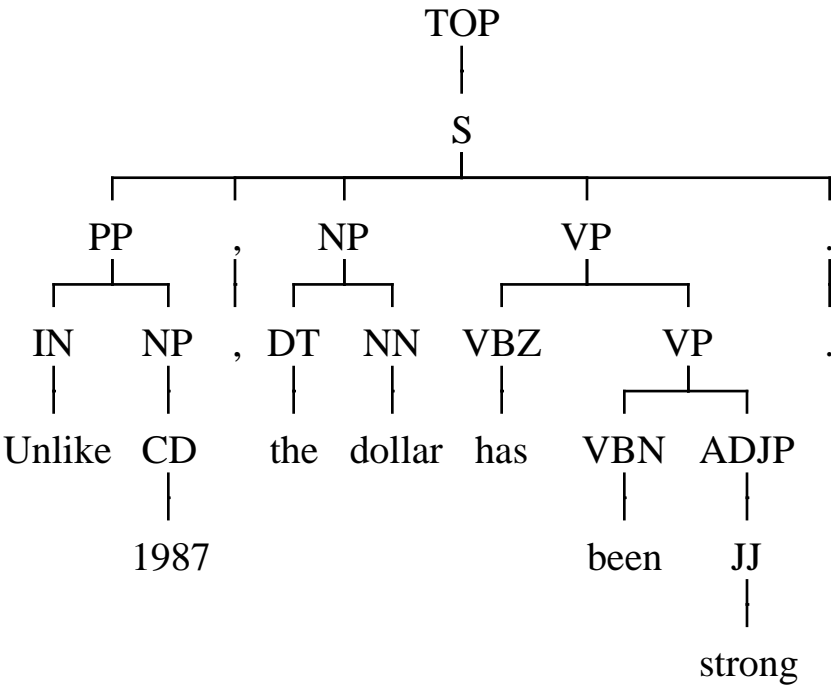 TOP
S
PP , NP VP .
IN NP , DT NN VBZ VP .
Unlike CD the dollar has VBN ADJP
1987 been JJ
strong